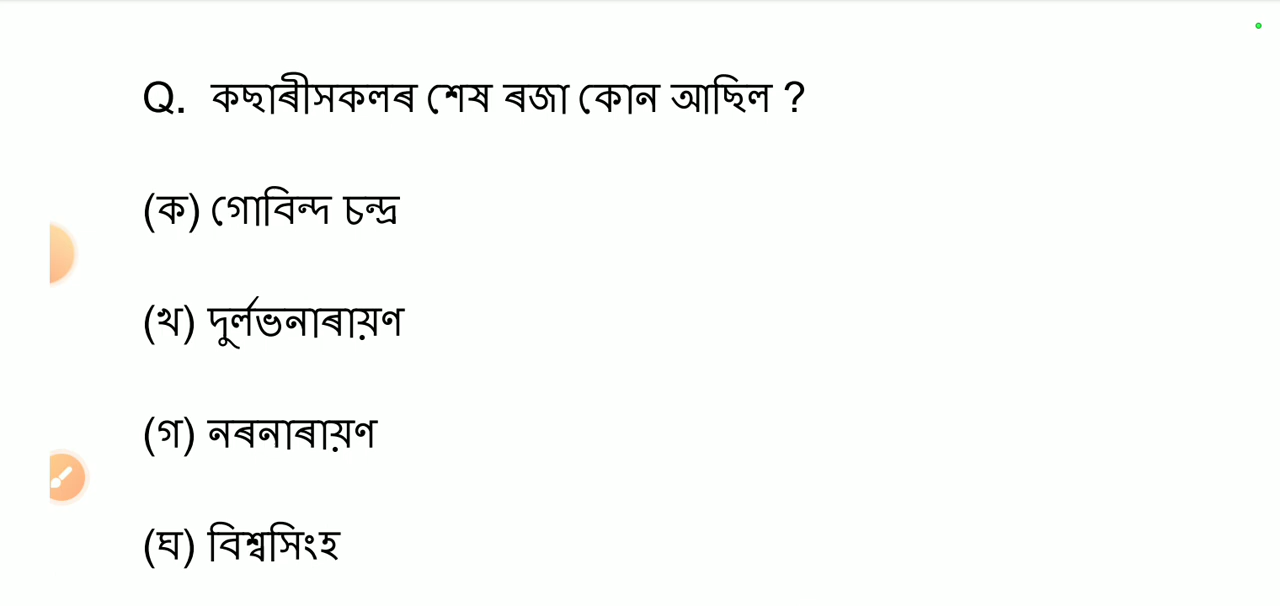 Q. কছাৰীসকলৰ শেষ ৰজা কোন আছিল ?
(ক) গোবিন্দ চন্দ্ৰ
(খ) দুৰ্লভনাৰায়ণ
(গ) নৰনাৰায়ণ
(ঘ) বিশ্বসিংহ